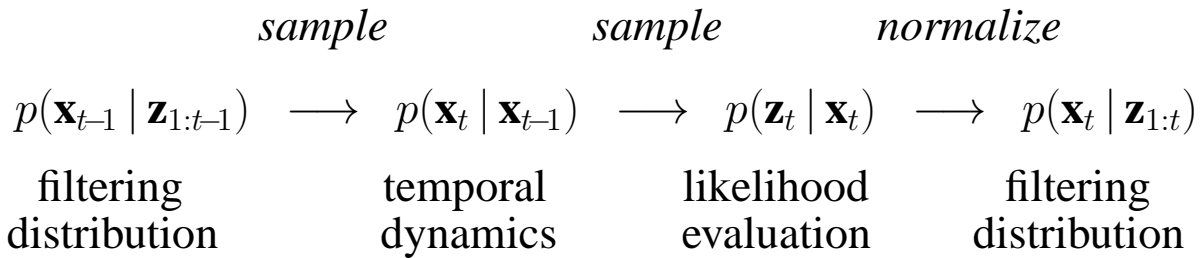 sample sample normalize
p(x_{t-1} | z_{1:t-1}) ⟶ p(x_t | x_{t-1}) ⟶ p(z_t | x_t) ⟶ p(x_t | z_{1:t})
filtering temporal likelihood filtering
distribution dynamics evaluation distribution